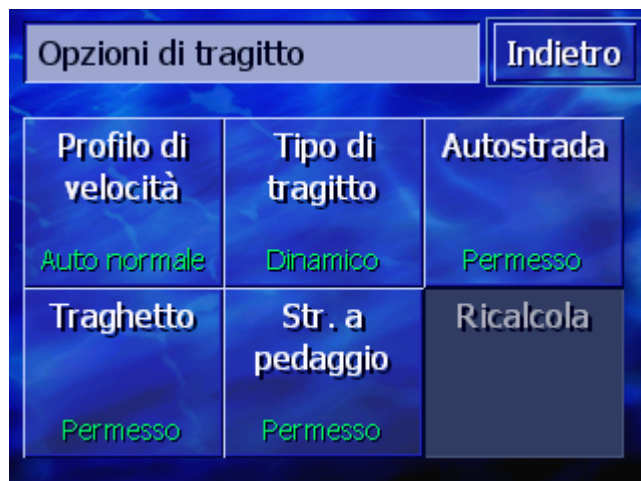 Opzioni di tragitto
Indietro
Profilo di
velocità
Auto normale
Tipo di
tragitto
Dinamico
Autostrada
Permesso
Traghetto
Permesso
Str. a
pedaggio
Permesso
Ricalcola